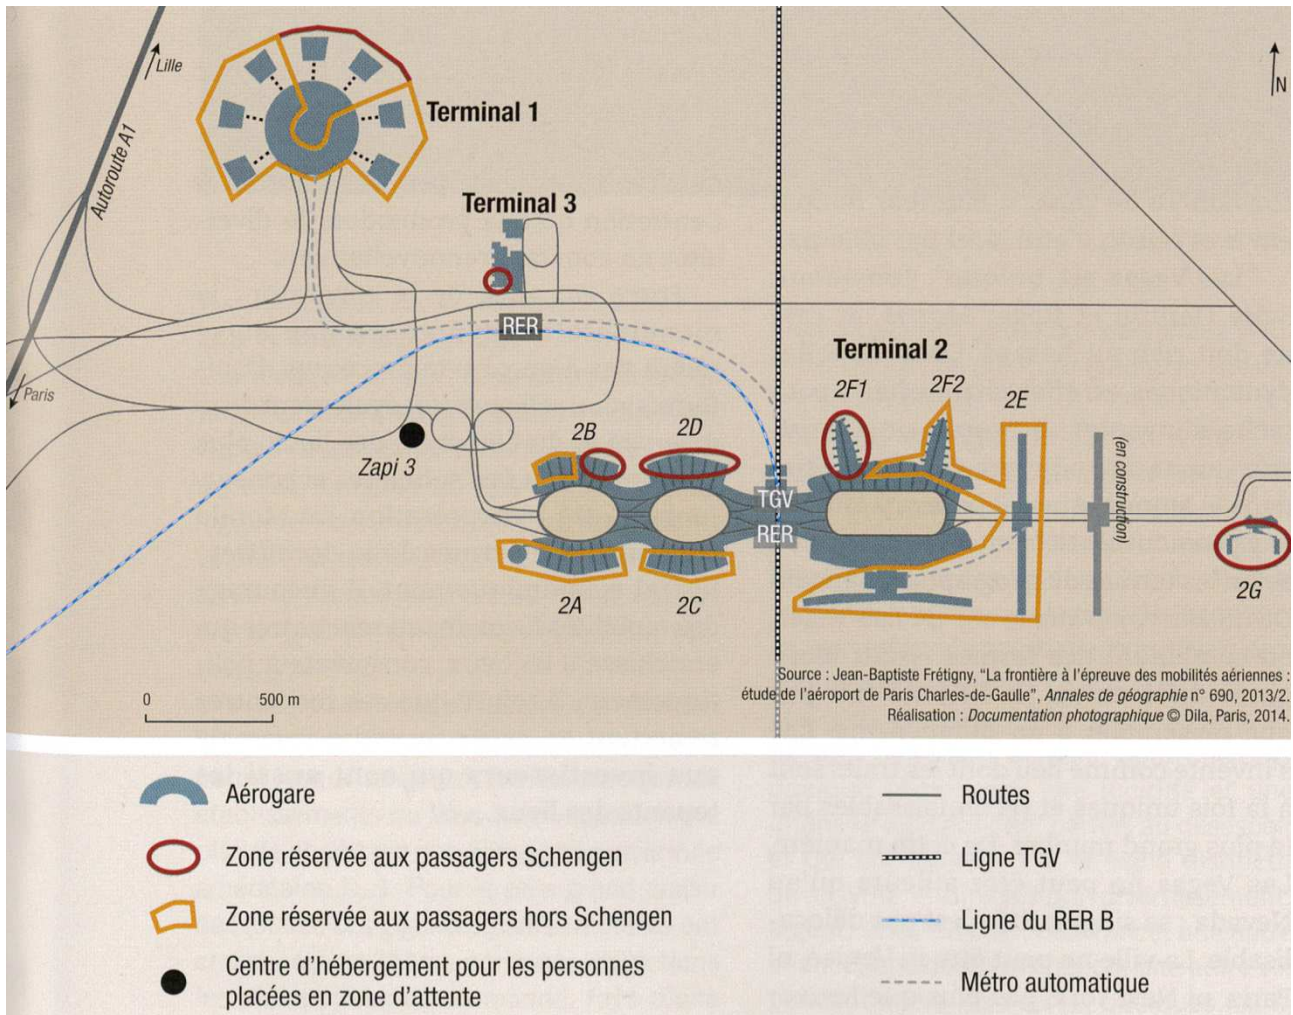 Lille
N
Autoroute A1
Terminal 1
Terminal 3
RER
Paris
Terminal 2
2F1
2F2
2E
2B
2D
Zapi 3
(en construction)
TGV
RER
2G
2A
2C
0
500 m
Source : Jean-Baptiste Frétigny, “La frontière à l’épreuve des mobilités aériennes :
étude de l’aéroport de Paris Charles-de-Gaulle”, Annales de géographie n° 690, 2013/2.
Réalisation : Documentation photographique © Dila, Paris, 2014.
Aérogare
Zone réservée aux passagers Schengen
Zone réservée aux passagers hors Schengen
Centre d’hébergement pour les personnes
placées en zone d’attente
Routes
Ligne TGV
Ligne du RER B
Métro automatique